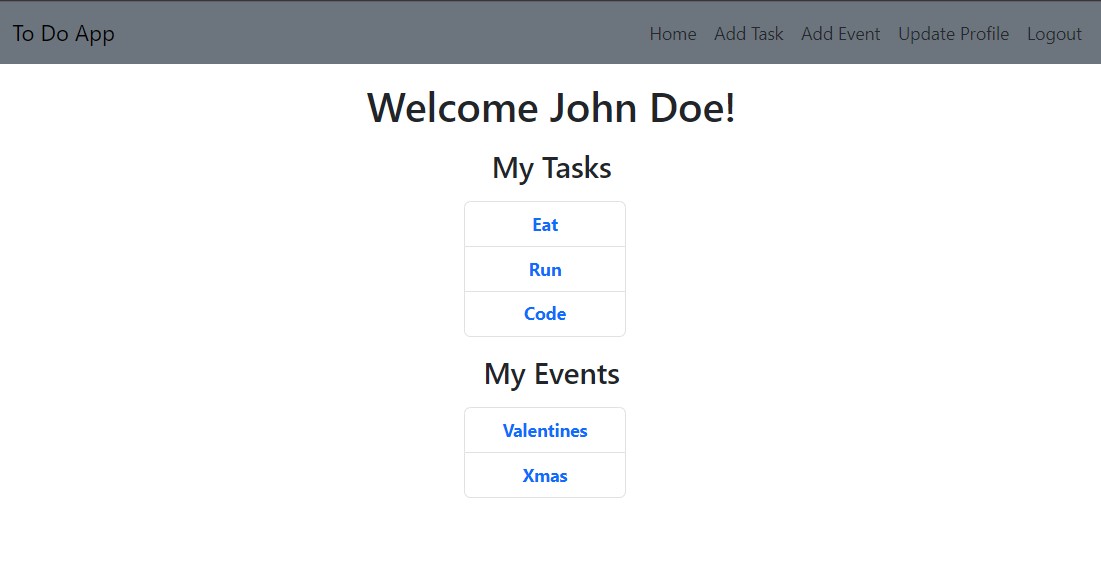 To Do App Home Add Task Add Event Update Profile Logout
Welcome John Doe!
My Tasks
Eat
Run
Code
My Events
Valentines
Xmas